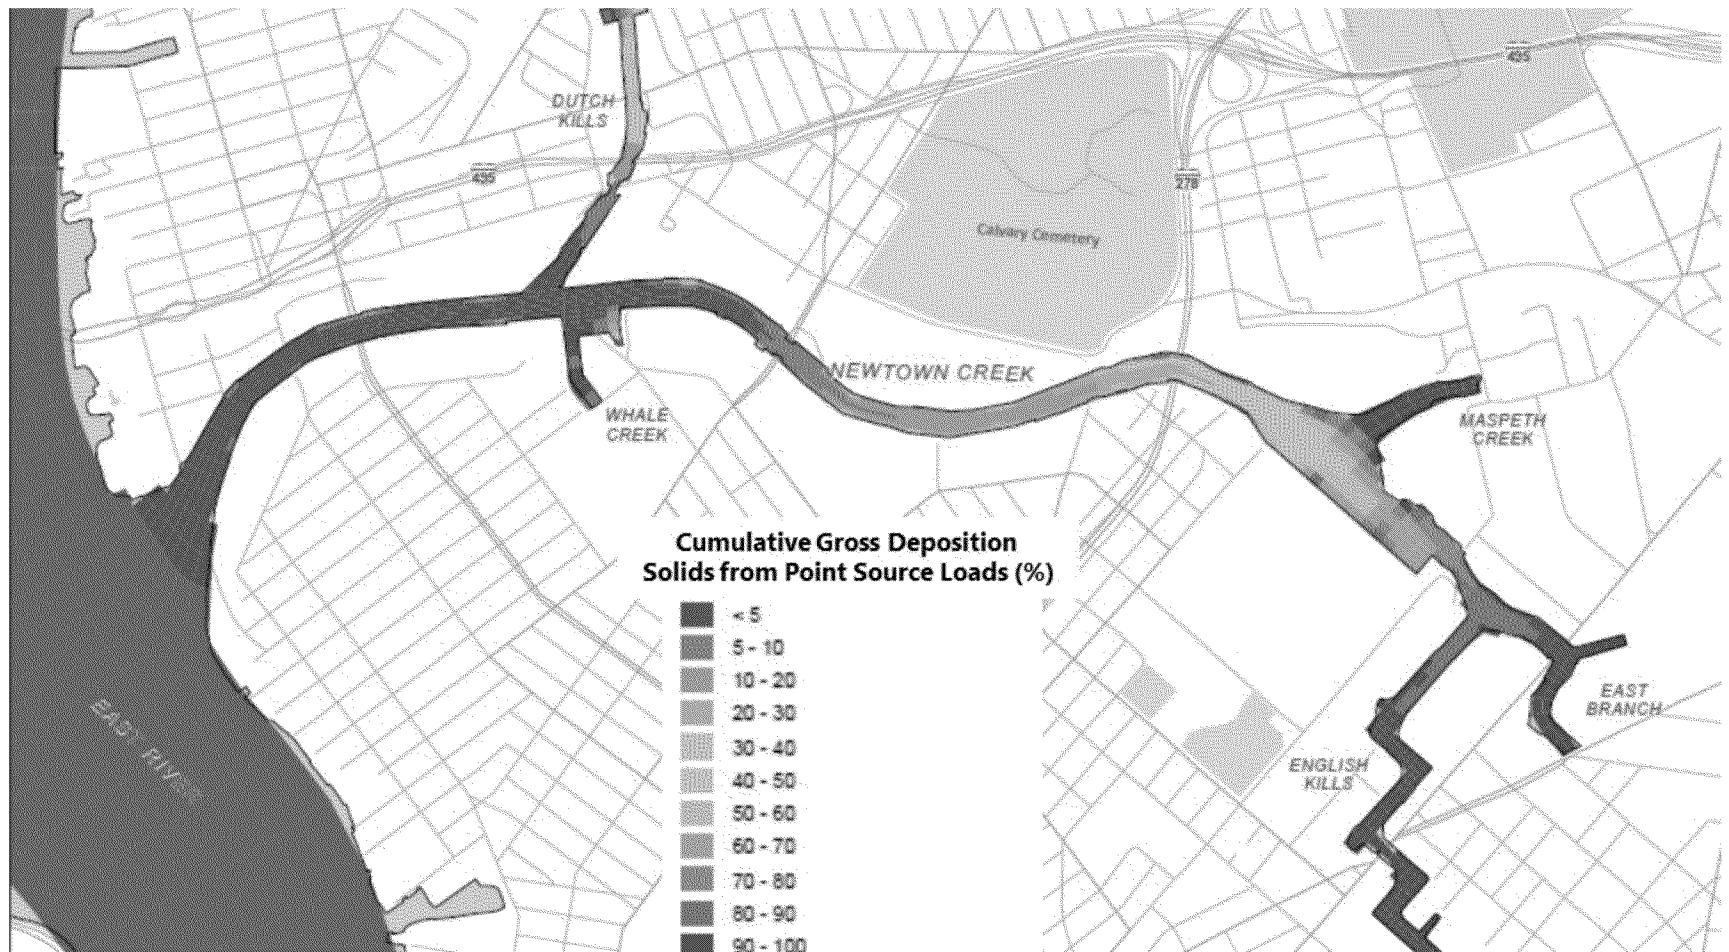 DUTCH
KILLS
495
495
278
Calvary Cemetery
NEWTOWN CREEK
WHALE
CREEK
MASPETH
CREEK
Cumulative Gross Deposition
Solids from Point Source Loads (%)
< 5
5 - 10
10 - 20
20 - 30
30 - 40
40 - 50
50 - 60
60 - 70
70 - 80
80 - 90
90 - 100
EAST RIVER
EAST
BRANCH
ENGLISH
KILLS